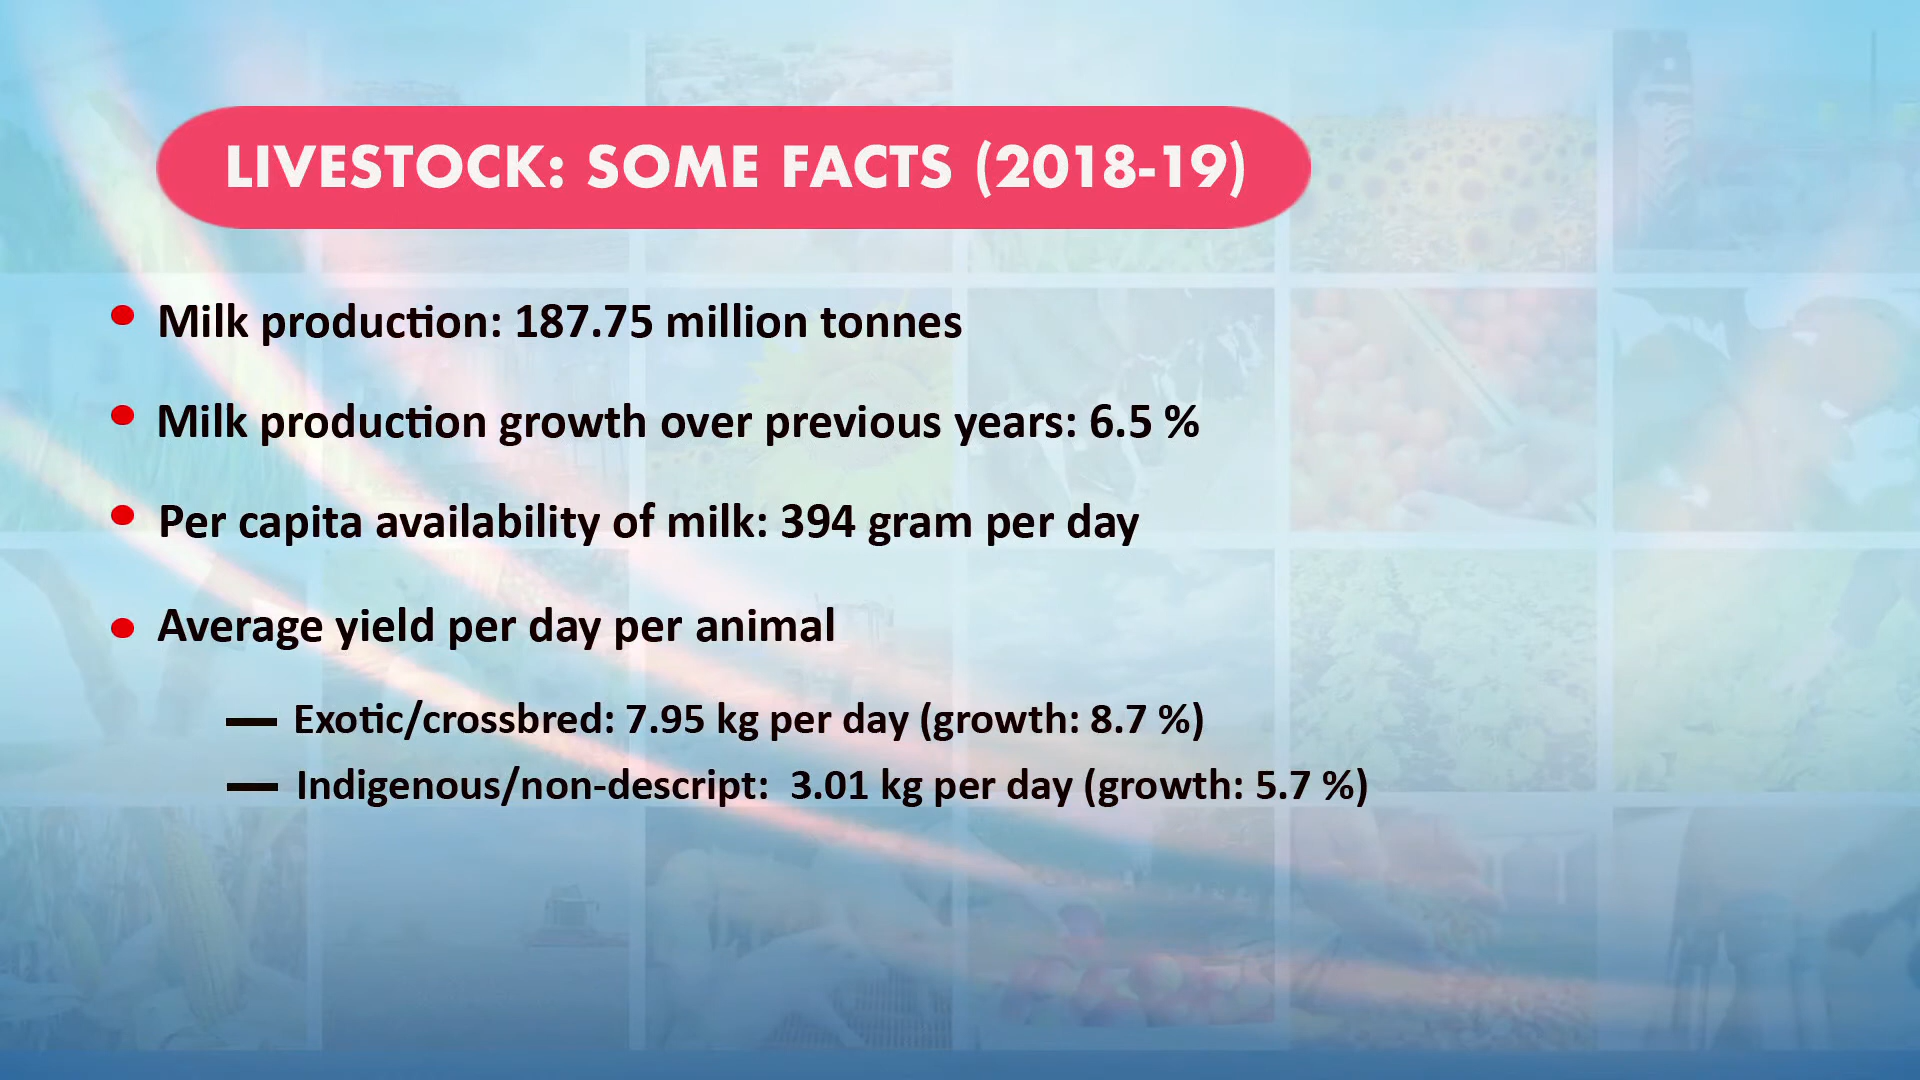 LIVESTOCK: SOME FACTS (2018-19)
• Milk production: 187.75 million tonnes
• Milk production growth over previous years: 6.5 %
• Per capita availability of milk: 394 gram per day
• Average yield per day per animal
— Exotic/crossbred: 7.95 kg per day (growth: 8.7 %)
— Indigenous/non-descript: 3.01 kg per day (growth: 5.7 %)